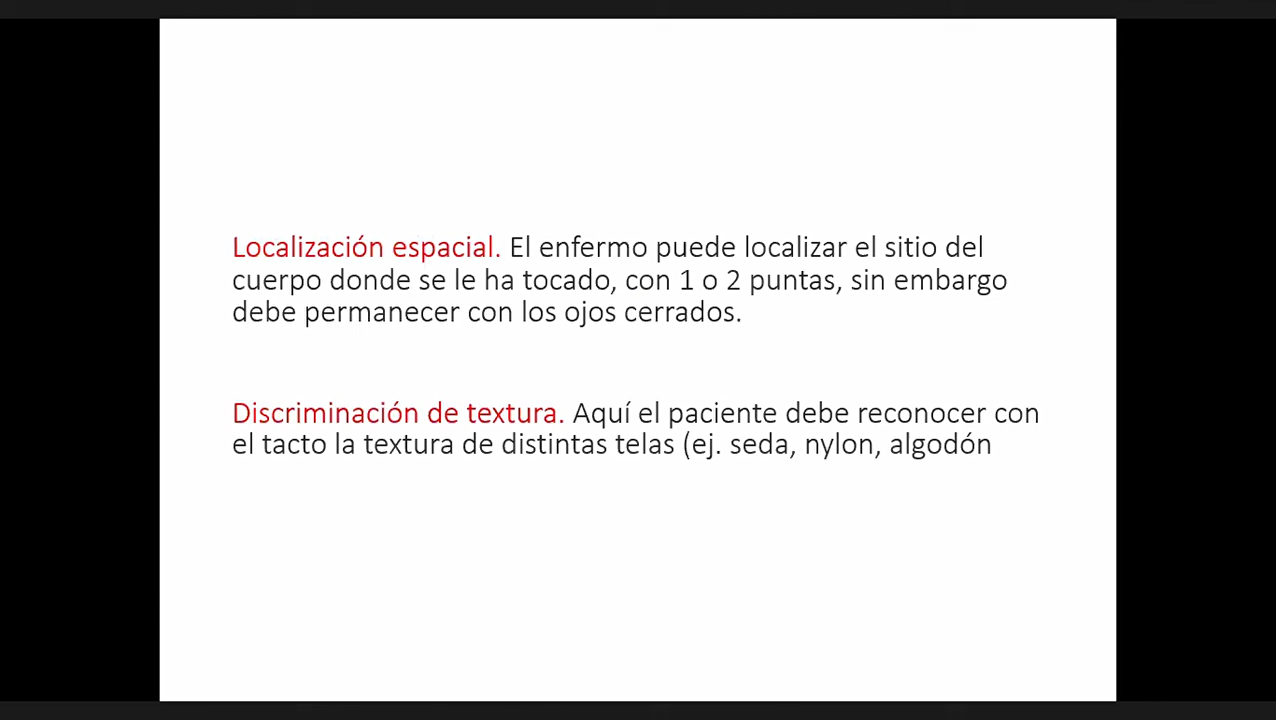 Localización espacial. El enfermo puede localizar el sitio del
cuerpo donde se le ha tocado, con 1 o 2 puntas, sin embargo
debe permanecer con los ojos cerrados.
Discriminación de textura. Aquí el paciente debe reconocer con
el tacto la textura de distintas telas (ej. seda, nylon, algodón